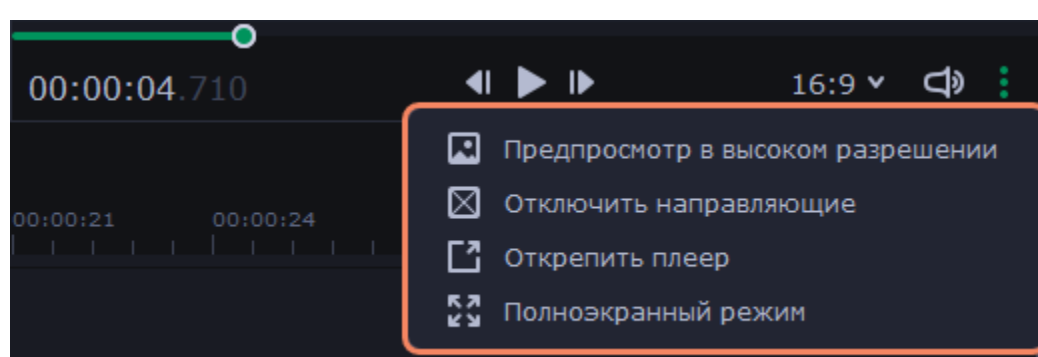 00:00:04.710
16:9
Предпросмотр в высоком разрешении
00:00:21
00:00:24
Отключить направляющие
Открепить плеер
Полноэкранный режим